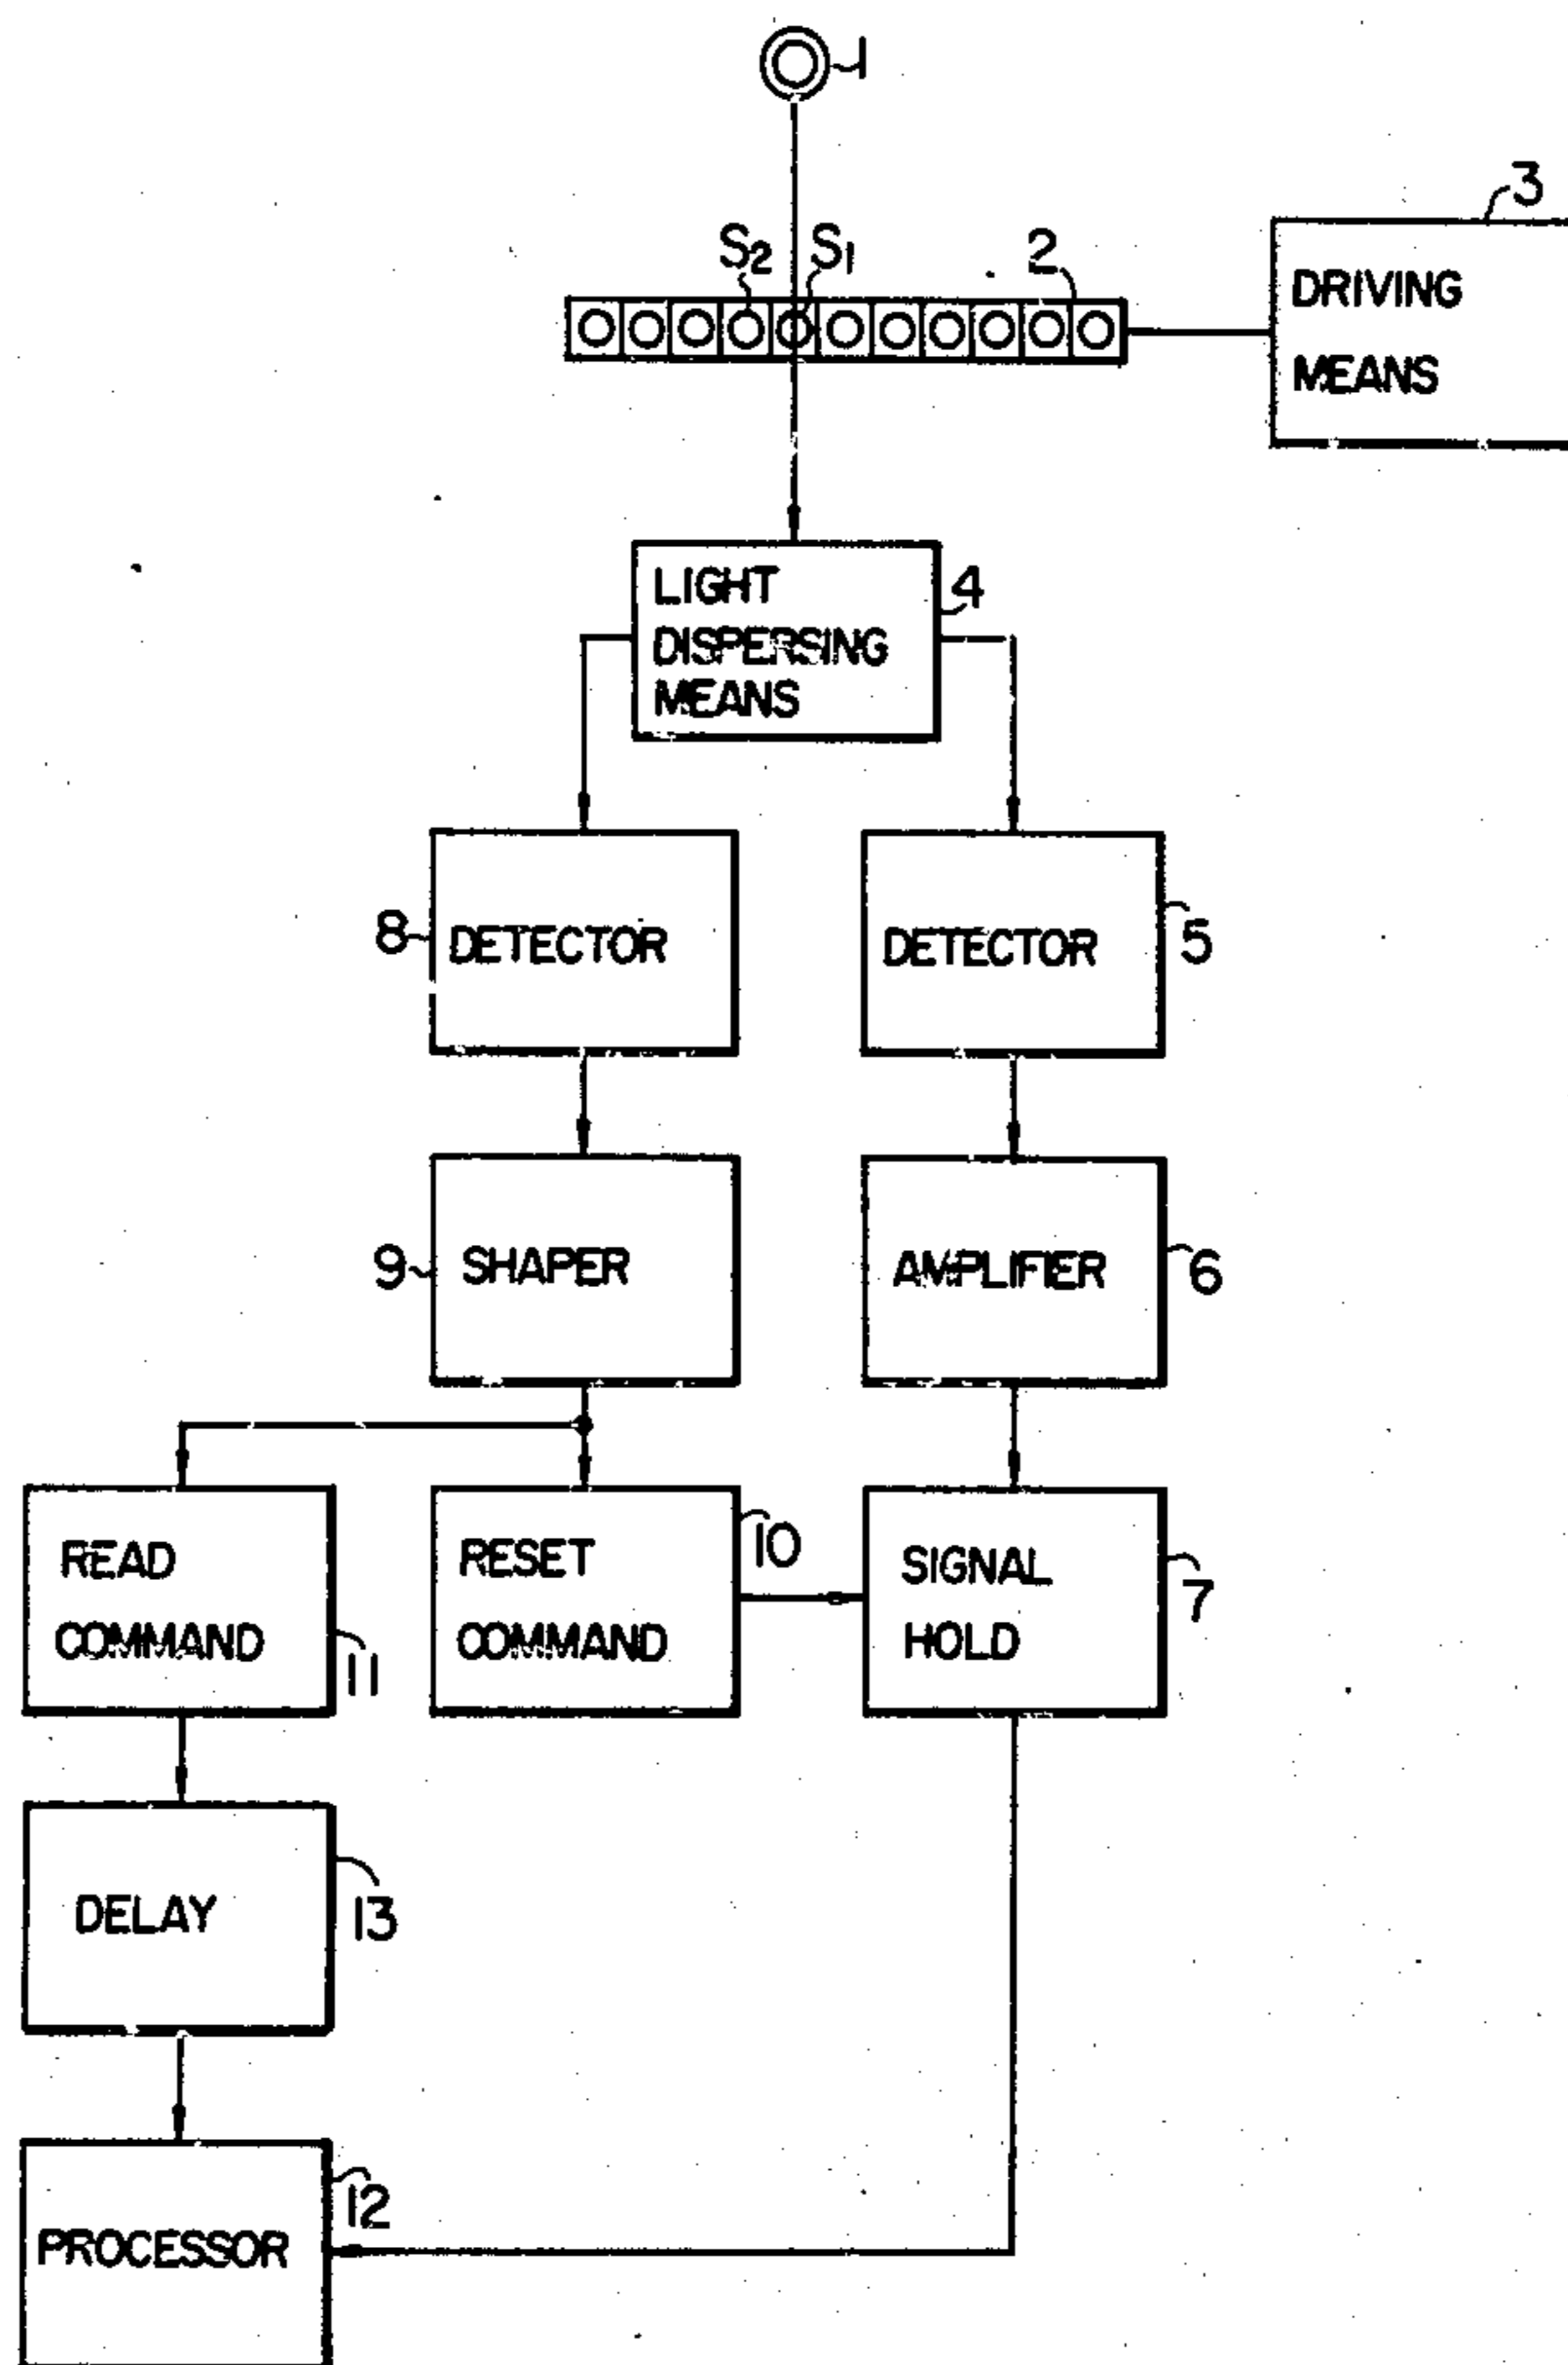 1
3
S2 S1 2
DRIVING
MEANS
LIGHT
DISPERSING
MEANS
4
8 DETECTOR
DETECTOR 5
9 SHAPER
AMPLIFIER 6
READ
COMMAND
11
RESET
COMMAND
10
SIGNAL
HOLD
7
DELAY
13
PROCESSOR
12